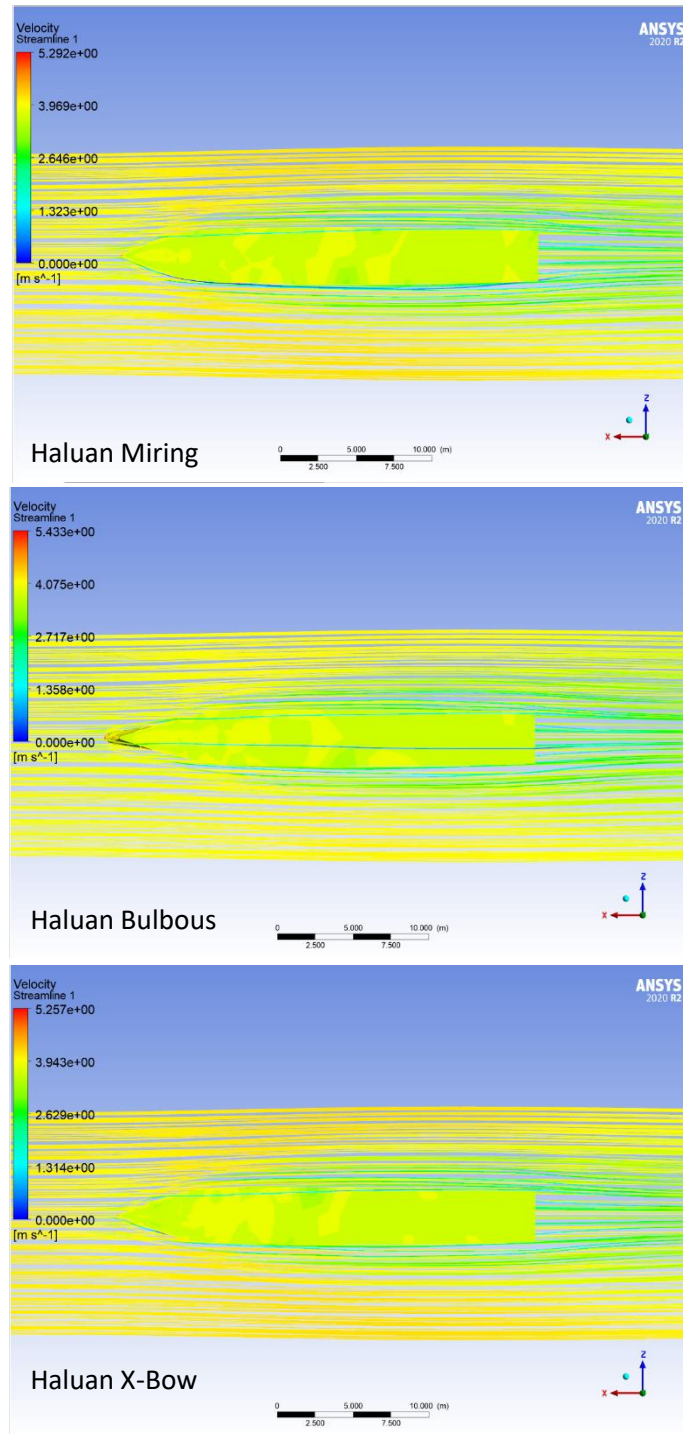 Velocity
Streamline 1
ANSYS
2020 R2
5.292e+00
3.969e+00
2.646e+00
1.323e+00
0.000e+00
[m s^-1]
Z
X
Haluan Miring
0 5.000 10.000 (m)
2.500 7.500
Velocity
Streamline 1
ANSYS
2020 R2
5.433e+00
4.075e+00
2.717e+00
1.358e+00
0.000e+00
[m s^-1]
Z
X
Haluan Bulbous
0 5.000 10.000 (m)
2.500 7.500
Velocity
Streamline 1
ANSYS
2020 R2
5.257e+00
3.943e+00
2.629e+00
1.314e+00
0.000e+00
[m s^-1]
Z
X
Haluan X-Bow
0 5.000 10.000 (m)
2.500 7.500